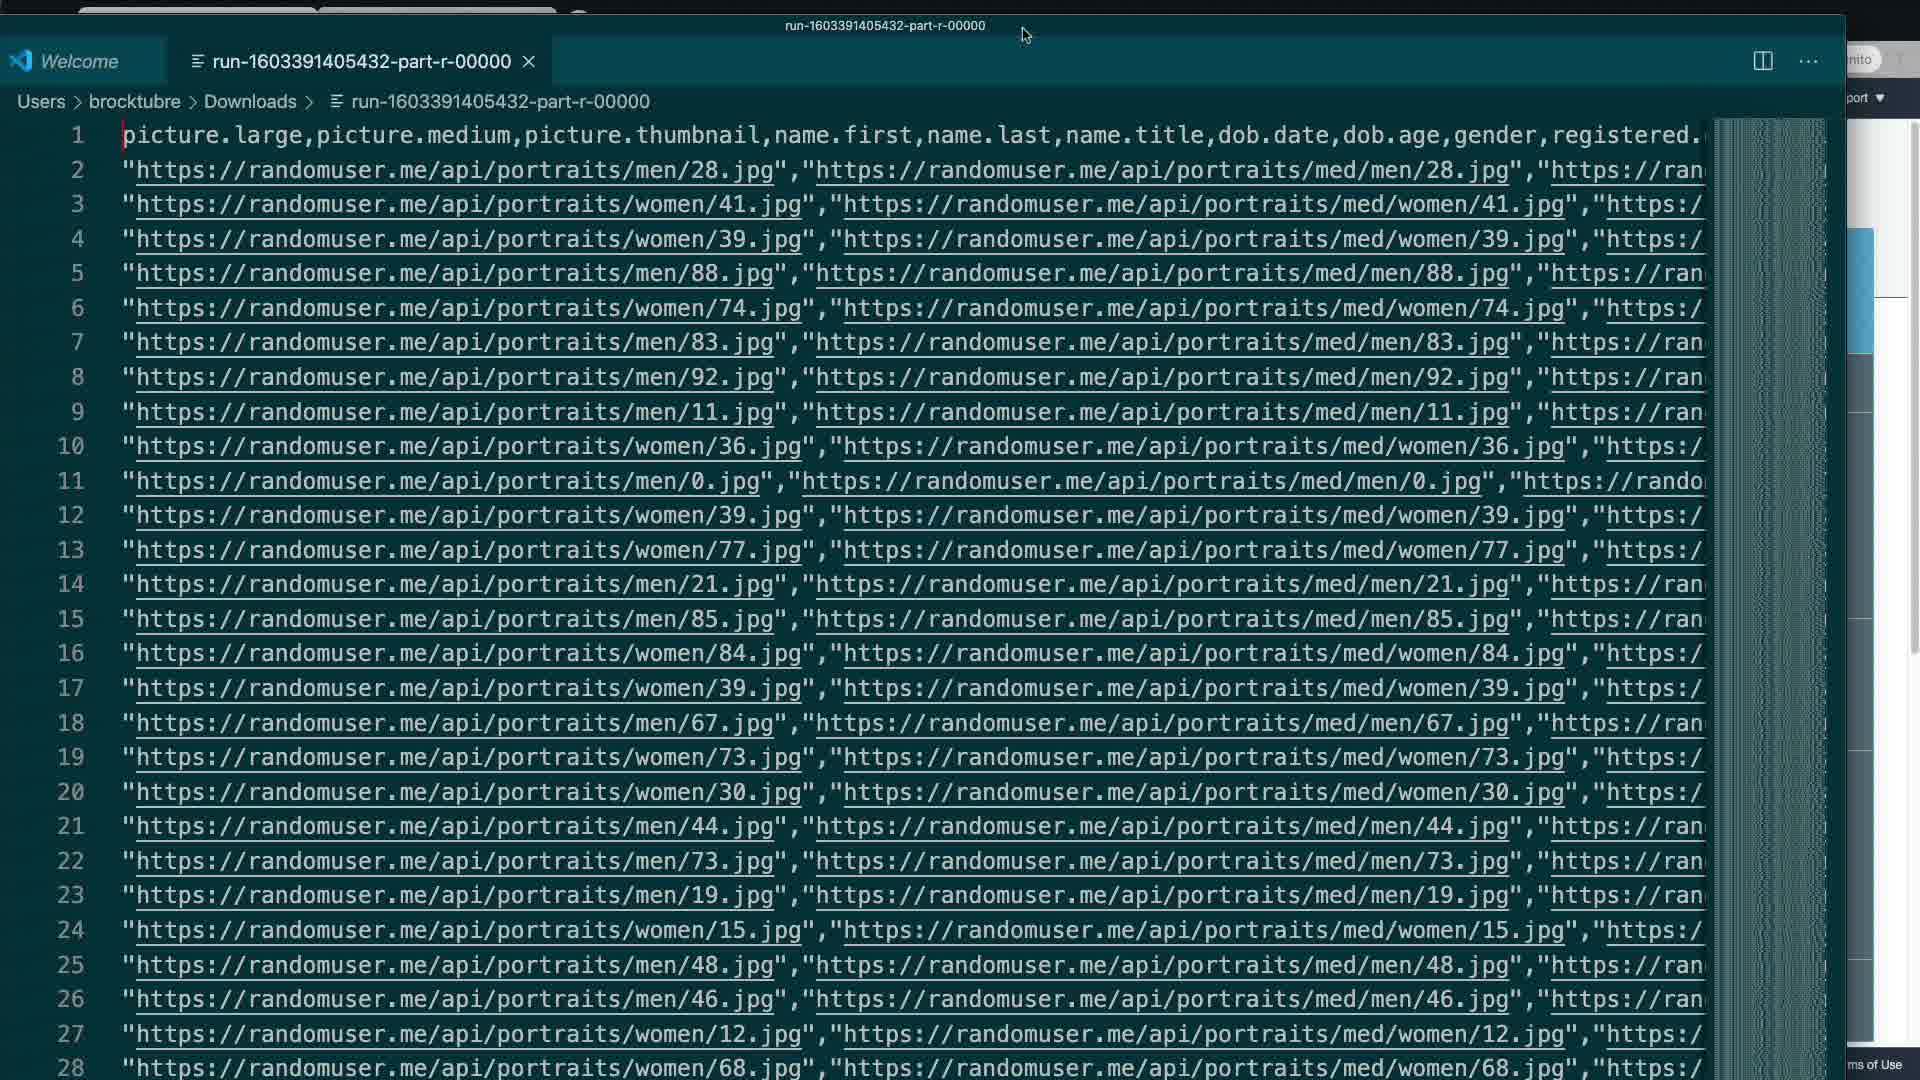 run-1603391405432-part-r-00000
Welcome
run-1603391405432-part-r-00000
Users > brocktubre > Downloads > run-1603391405432-part-r-00000
1 picture.large,picture.medium,picture.thumbnail,name.first,name.last,name.title,dob.date,dob.age,gender,registered.
2 "https://randomuser.me/api/portraits/men/28.jpg","https://randomuser.me/api/portraits/med/men/28.jpg","https://ran
3 "https://randomuser.me/api/portraits/women/41.jpg","https://randomuser.me/api/portraits/med/women/41.jpg","https:/
4 "https://randomuser.me/api/portraits/women/39.jpg","https://randomuser.me/api/portraits/med/women/39.jpg","https:/
5 "https://randomuser.me/api/portraits/men/88.jpg","https://randomuser.me/api/portraits/med/men/88.jpg","https://ran
6 "https://randomuser.me/api/portraits/women/74.jpg","https://randomuser.me/api/portraits/med/women/74.jpg","https:/
7 "https://randomuser.me/api/portraits/men/83.jpg","https://randomuser.me/api/portraits/med/men/83.jpg","https://ran
8 "https://randomuser.me/api/portraits/men/92.jpg","https://randomuser.me/api/portraits/med/men/92.jpg","https://ran
9 "https://randomuser.me/api/portraits/men/11.jpg","https://randomuser.me/api/portraits/med/men/11.jpg","https://ran
10 "https://randomuser.me/api/portraits/women/36.jpg","https://randomuser.me/api/portraits/med/women/36.jpg","https:/
11 "https://randomuser.me/api/portraits/men/0.jpg","https://randomuser.me/api/portraits/med/men/0.jpg","https://rando
12 "https://randomuser.me/api/portraits/women/39.jpg","https://randomuser.me/api/portraits/med/women/39.jpg","https:/
13 "https://randomuser.me/api/portraits/women/77.jpg","https://randomuser.me/api/portraits/med/women/77.jpg","https:/
14 "https://randomuser.me/api/portraits/men/21.jpg","https://randomuser.me/api/portraits/med/men/21.jpg","https://ran
15 "https://randomuser.me/api/portraits/men/85.jpg","https://randomuser.me/api/portraits/med/men/85.jpg","https://ran
16 "https://randomuser.me/api/portraits/women/84.jpg","https://randomuser.me/api/portraits/med/women/84.jpg","https:/
17 "https://randomuser.me/api/portraits/women/39.jpg","https://randomuser.me/api/portraits/med/women/39.jpg","https:/
18 "https://randomuser.me/api/portraits/men/67.jpg","https://randomuser.me/api/portraits/med/men/67.jpg","https://ran
19 "https://randomuser.me/api/portraits/women/73.jpg","https://randomuser.me/api/portraits/med/women/73.jpg","https:/
20 "https://randomuser.me/api/portraits/women/30.jpg","https://randomuser.me/api/portraits/med/women/30.jpg","https:/
21 "https://randomuser.me/api/portraits/men/44.jpg","https://randomuser.me/api/portraits/med/men/44.jpg","https://ran
22 "https://randomuser.me/api/portraits/men/73.jpg","https://randomuser.me/api/portraits/med/men/73.jpg","https://ran
23 "https://randomuser.me/api/portraits/men/19.jpg","https://randomuser.me/api/portraits/med/men/19.jpg","https://ran
24 "https://randomuser.me/api/portraits/women/15.jpg","https://randomuser.me/api/portraits/med/women/15.jpg","https:/
25 "https://randomuser.me/api/portraits/men/48.jpg","https://randomuser.me/api/portraits/med/men/48.jpg","https://ran
26 "https://randomuser.me/api/portraits/men/46.jpg","https://randomuser.me/api/portraits/med/men/46.jpg","https://ran
27 "https://randomuser.me/api/portraits/women/12.jpg","https://randomuser.me/api/portraits/med/women/12.jpg","https:/
28 "https://randomuser.me/api/portraits/women/68.jpg","https://randomuser.me/api/portraits/med/women/68.jpg","https:/
nito
port
ms of Use